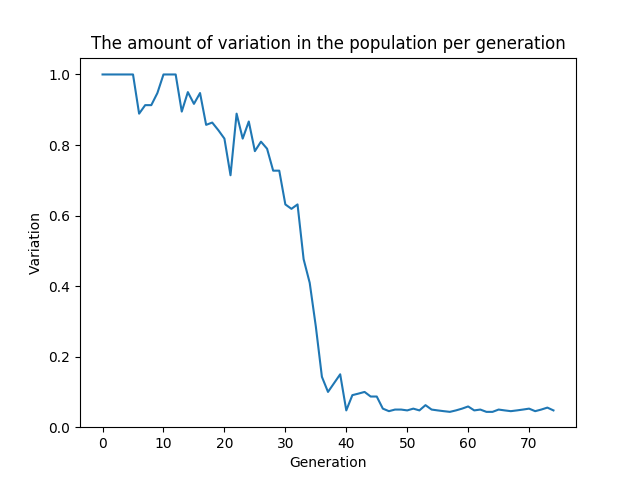 The amount of variation in the population per generation
1.0
0.8
0.6
0.4
0.2
0.0
Variation
0 10 20 30 40 50 60 70
Generation